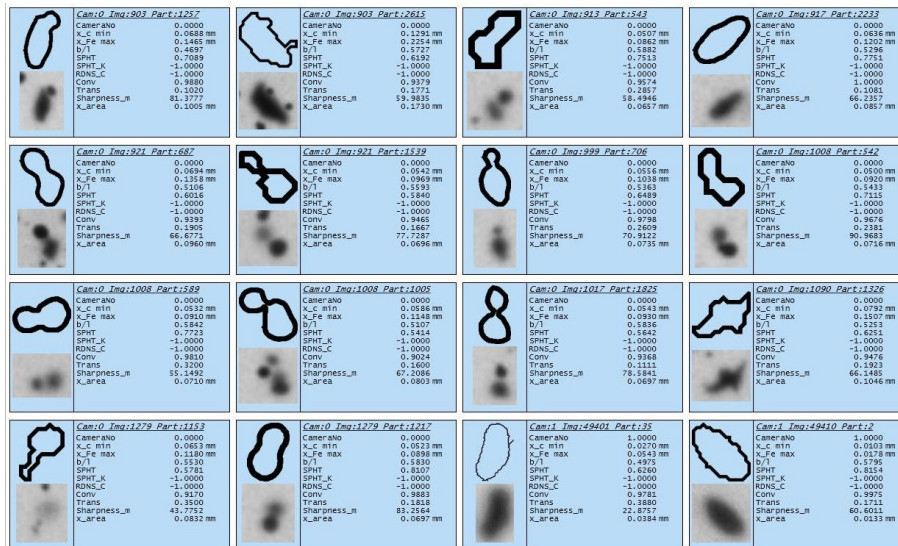 Cam:0 Img:903 Part:1257
CameraNo 0.0000
x_c min 0.0688 mm
x_Fe max 0.1465 mm
b/l 0.4697
SPHT 0.7089
SPHT_K -1.0000
RDNS_C -1.0000
Conv 0.9880
Trans 0.1020
Sharpness_m 81.3777
x_area 0.1005 mm
Cam:0 Img:903 Part:2615
CameraNo 0.0000
x_c min 0.1291 mm
x_Fe max 0.2254 mm
b/l 0.5727
SPHT 0.6192
SPHT_K -1.0000
RDNS_C -1.0000
Conv 0.9379
Trans 0.1771
Sharpness_m 59.9835
x_area 0.1730 mm
Cam:0 Img:913 Part:543
CameraNo 0.0000
x_c min 0.0507 mm
x_Fe max 0.0862 mm
b/l 0.5882
SPHT 0.7513
SPHT_K -1.0000
RDNS_C -1.0000
Conv 0.9574
Trans 0.2857
Sharpness_m 58.4946
x_area 0.0657 mm
Cam:0 Img:917 Part:2233
CameraNo 0.0000
x_c min 0.0636 mm
x_Fe max 0.1202 mm
b/l 0.5296
SPHT 0.7751
SPHT_K -1.0000
RDNS_C -1.0000
Conv 1.0000
Trans 0.1081
Sharpness_m 66.2357
x_area 0.0857 mm
Cam:0 Img:921 Part:687
CameraNo 0.0000
x_c min 0.0694 mm
x_Fe max 0.1358 mm
b/l 0.5106
SPHT 0.6016
SPHT_K -1.0000
RDNS_C -1.0000
Conv 0.9393
Trans 0.1905
Sharpness_m 66.6771
x_area 0.0960 mm
Cam:0 Img:921 Part:1539
CameraNo 0.0000
x_c min 0.0542 mm
x_Fe max 0.0969 mm
b/l 0.5593
SPHT 0.5840
SPHT_K -1.0000
RDNS_C -1.0000
Conv 0.9465
Trans 0.1667
Sharpness_m 77.7287
x_area 0.0696 mm
Cam:0 Img:999 Part:706
CameraNo 0.0000
x_c min 0.0556 mm
x_Fe max 0.1038 mm
b/l 0.5363
SPHT 0.6489
SPHT_K -1.0000
RDNS_C -1.0000
Conv 0.9798
Trans 0.2609
Sharpness_m 70.9122
x_area 0.0735 mm
Cam:0 Img:1008 Part:542
CameraNo 0.0000
x_c min 0.0500 mm
x_Fe max 0.0920 mm
b/l 0.5433
SPHT 0.7115
SPHT_K -1.0000
RDNS_C -1.0000
Conv 0.9676
Trans 0.2381
Sharpness_m 90.9683
x_area 0.0716 mm
Cam:0 Img:1008 Part:589
CameraNo 0.0000
x_c min 0.0532 mm
x_Fe max 0.0910 mm
b/l 0.5842
SPHT 0.7723
SPHT_K -1.0000
RDNS_C -1.0000
Conv 0.9810
Trans 0.3200
Sharpness_m 55.1492
x_area 0.0710 mm
Cam:0 Img:1008 Part:1005
CameraNo 0.0000
x_c min 0.0586 mm
x_Fe max 0.1148 mm
b/l 0.5107
SPHT 0.5414
SPHT_K -1.0000
RDNS_C -1.0000
Conv 0.9024
Trans 0.1600
Sharpness_m 67.2086
x_area 0.0803 mm
Cam:0 Img:1017 Part:1825
CameraNo 0.0000
x_c min 0.0543 mm
x_Fe max 0.0930 mm
b/l 0.5836
SPHT 0.5642
SPHT_K -1.0000
RDNS_C -1.0000
Conv 0.9368
Trans 0.1111
Sharpness_m 78.5841
x_area 0.0697 mm
Cam:0 Img:1090 Part:1326
CameraNo 0.0000
x_c min 0.0792 mm
x_Fe max 0.1507 mm
b/l 0.5253
SPHT 0.6251
SPHT_K -1.0000
RDNS_C -1.0000
Conv 0.9476
Trans 0.1923
Sharpness_m 66.1485
x_area 0.1046 mm
Cam:0 Img:1279 Part:1153
CameraNo 0.0000
x_c min 0.0653 mm
x_Fe max 0.1180 mm
b/l 0.5530
SPHT 0.5781
SPHT_K -1.0000
RDNS_C -1.0000
Conv 0.9170
Trans 0.3500
Sharpness_m 43.7752
x_area 0.0832 mm
Cam:0 Img:1279 Part:1217
CameraNo 0.0000
x_c min 0.0523 mm
x_Fe max 0.0898 mm
b/l 0.5830
SPHT 0.8107
SPHT_K -1.0000
RDNS_C -1.0000
Conv 0.9883
Trans 0.1818
Sharpness_m 83.2564
x_area 0.0697 mm
Cam:1 Img:49401 Part:35
CameraNo 1.0000
x_c min 0.0270 mm
x_Fe max 0.0543 mm
b/l 0.4975
SPHT 0.6260
SPHT_K -1.0000
RDNS_C -1.0000
Conv 0.9781
Trans 0.3880
Sharpness_m 22.8757
x_area 0.0384 mm
Cam:1 Img:49410 Part:2
CameraNo 1.0000
x_c min 0.0103 mm
x_Fe max 0.0178 mm
b/l 0.5795
SPHT 0.8154
SPHT_K -1.0000
RDNS_C -1.0000
Conv 0.9975
Trans 0.1711
Sharpness_m 60.6011
x_area 0.0133 mm